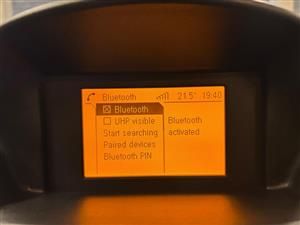 Bluetooth 21.5° 19:40
Bluetooth
UHP visible
Start searching
Paired devices
Bluetooth PIN
Bluetooth
activated